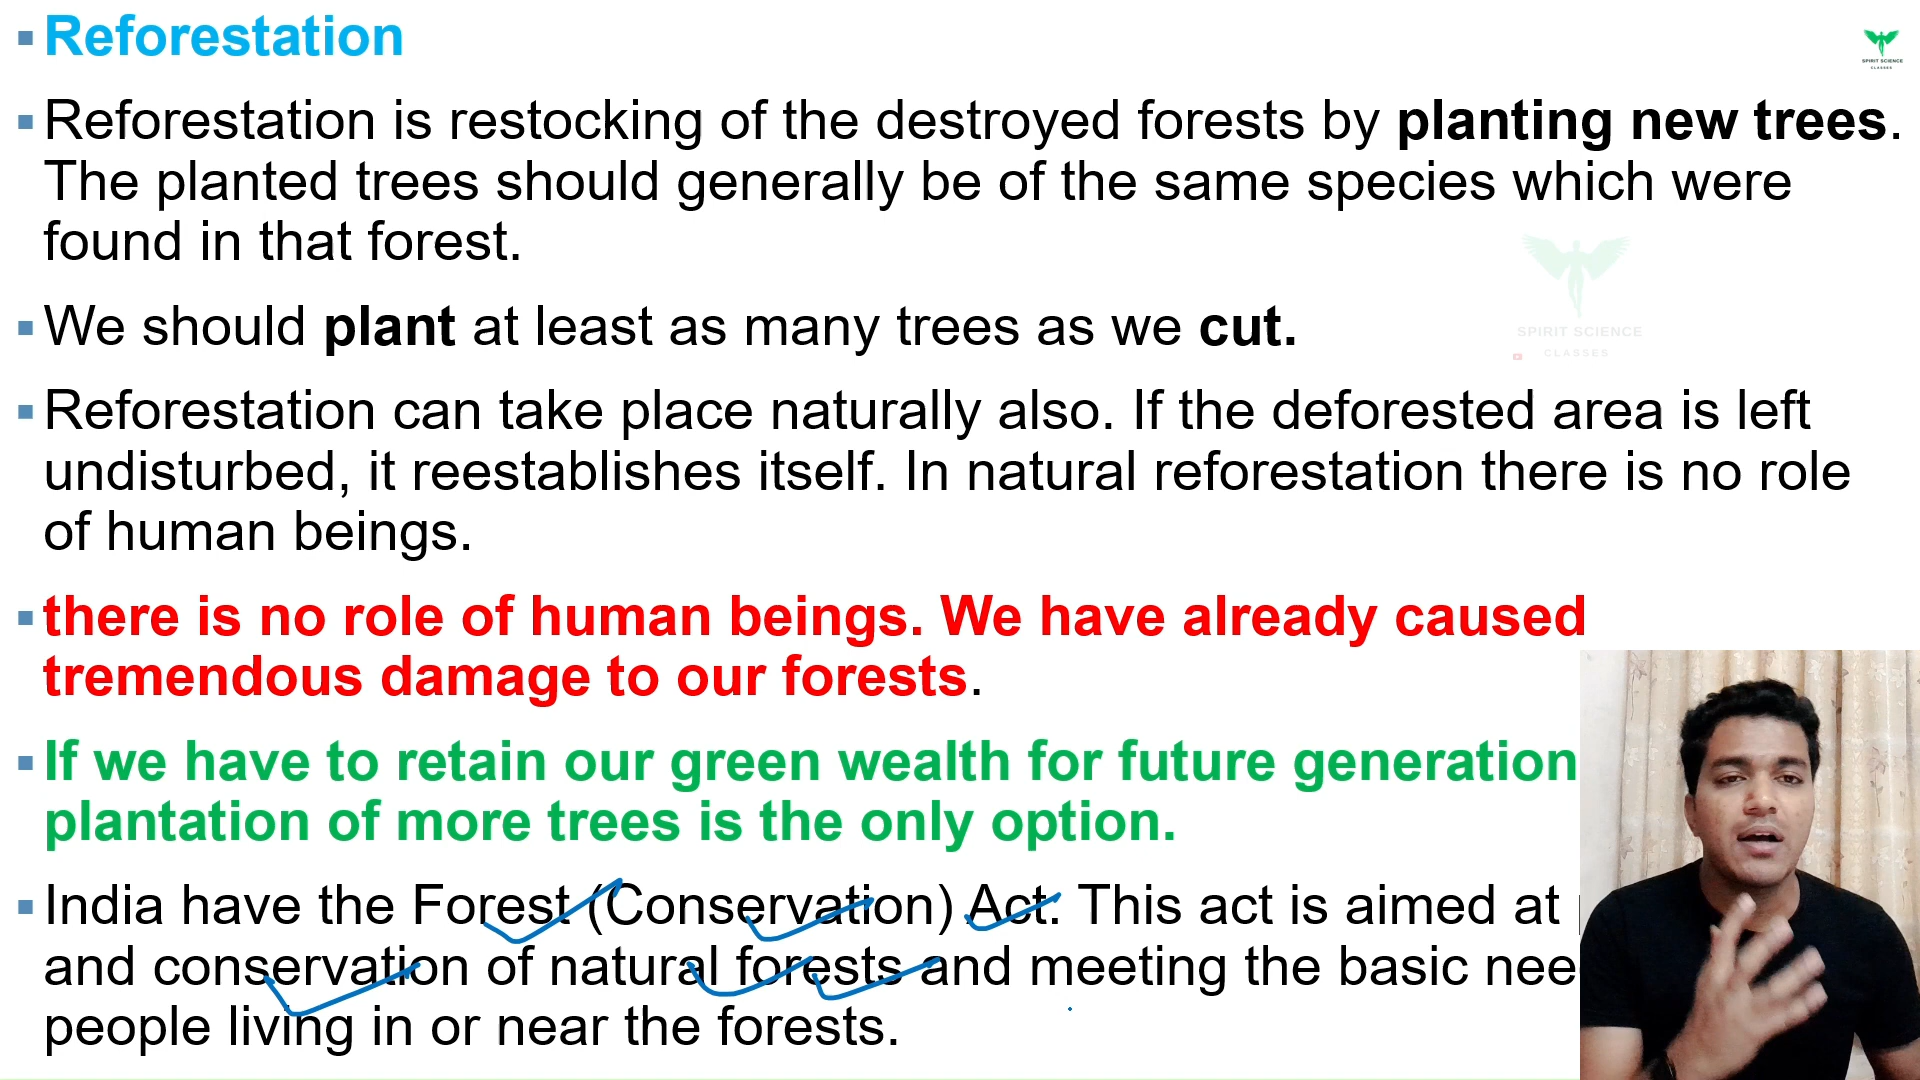 Reforestation
SPIRIT SCIENCE
CLASSES
Reforestation is restocking of the destroyed forests by planting new trees.
The planted trees should generally be of the same species which were
found in that forest.
SPIRIT SCIENCE
CLASSES
We should plant at least as many trees as we cut.
Reforestation can take place naturally also. If the deforested area is left
undisturbed, it reestablishes itself. In natural reforestation there is no role
of human beings.
there is no role of human beings. We have already caused
tremendous damage to our forests.
If we have to retain our green wealth for future generation
plantation of more trees is the only option.
India have the Forest (Conservation) Act. This act is aimed at
and conservation of natural forests and meeting the basic nee
people living in or near the forests.